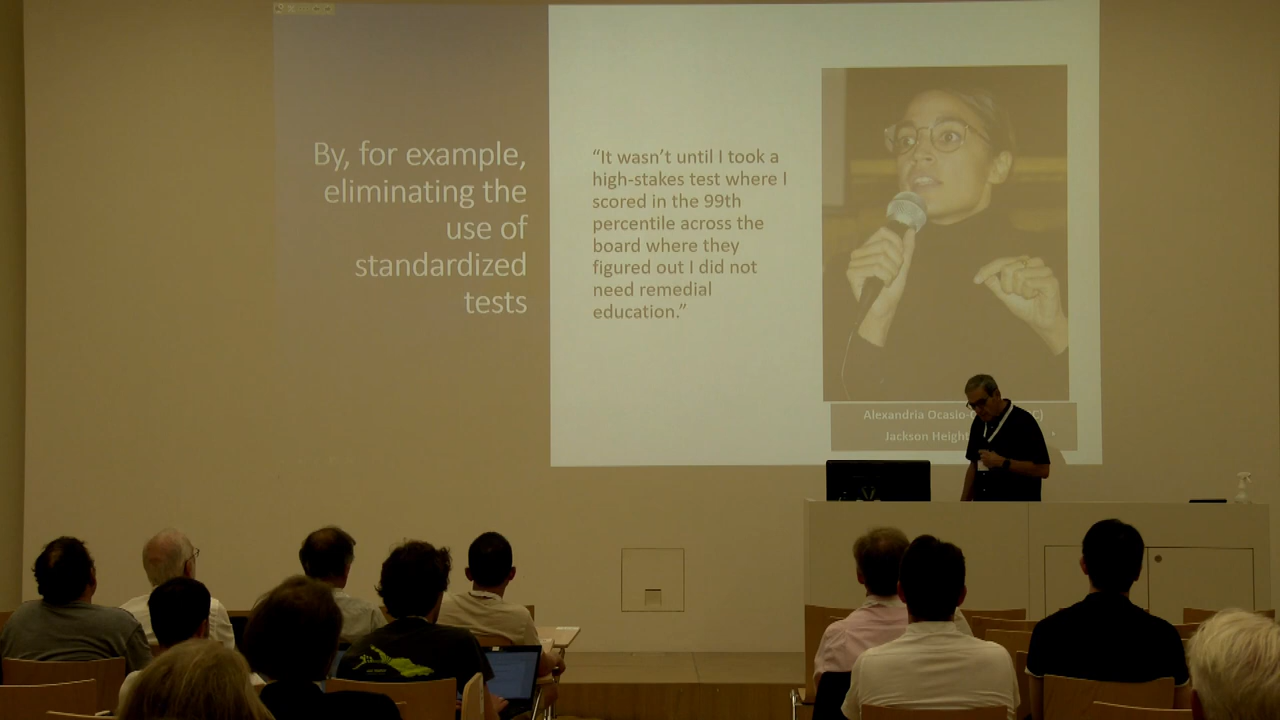 By, for example,
eliminating the
use of
standardized
tests
“It wasn’t until I took a
high-stakes test where I
scored in the 99th
percentile across the
board where they
figured out I did not
need remedial
education.”
Alexandria Ocasio-
Jackson Height